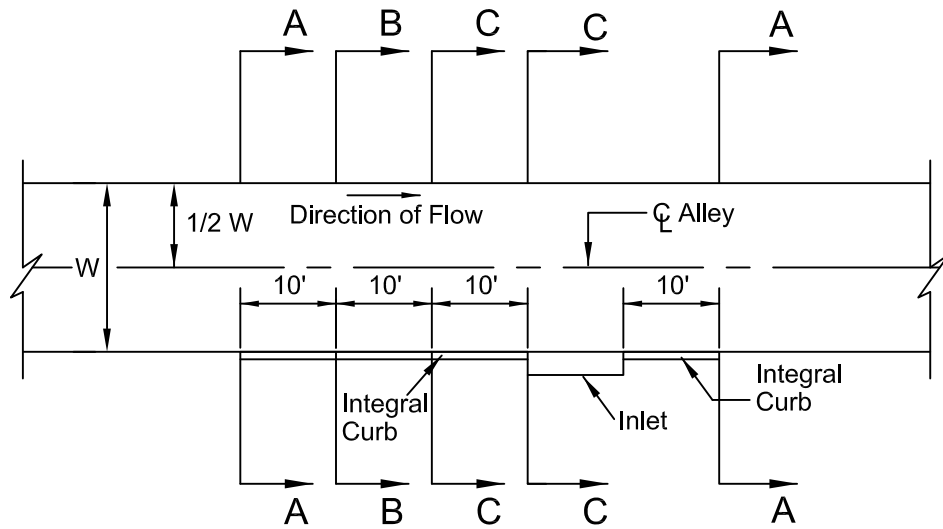 A B C C A
1/2 W
Direction of Flow
℄ Alley
W
10' 10' 10' 10'
Integral
Curb
Inlet
Integral
Curb
A B C C A